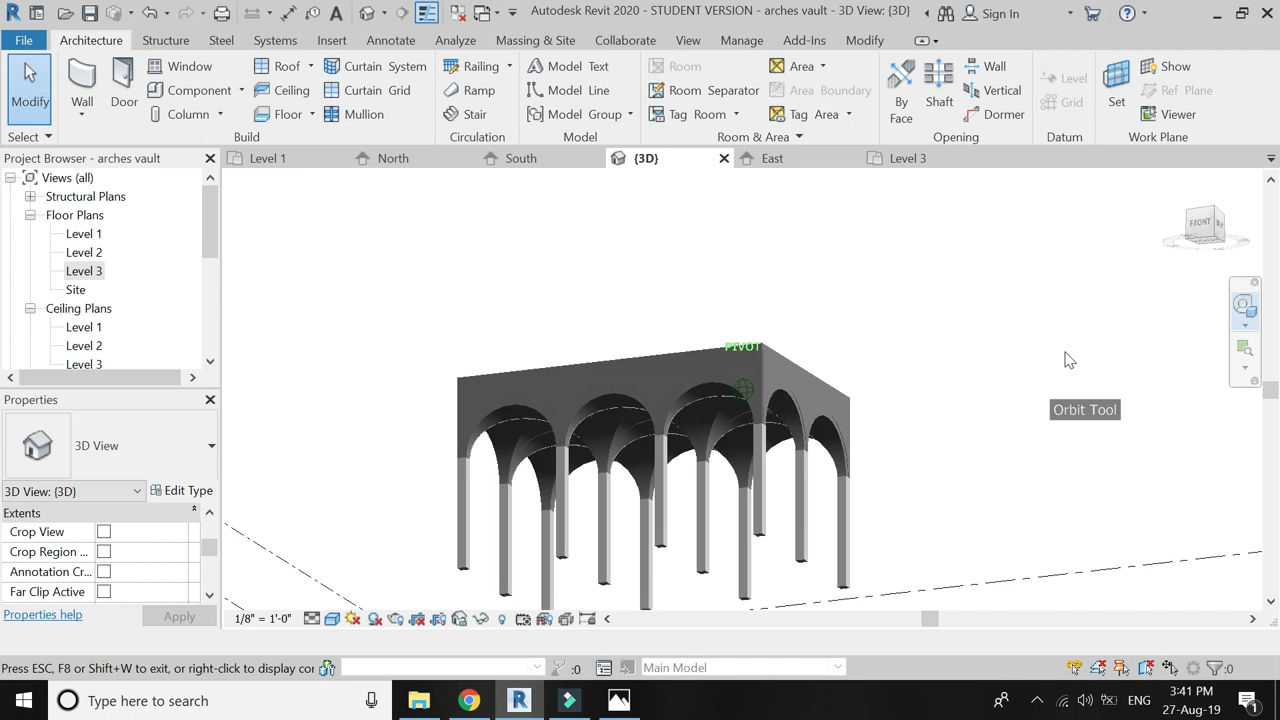 Autodesk Revit 2020 - STUDENT VERSION - arches vault - 3D View: {3D}
Sign In
File
Architecture
Structure
Steel
Systems
Insert
Annotate
Analyze
Massing & Site
Collaborate
View
Manage
Add-Ins
Modify
Modify
Wall
Door
Window
Component
Column
Roof
Ceiling
Floor
Curtain System
Curtain Grid
Mullion
Railing
Ramp
Stair
Model Text
Model Line
Model Group
Room
Room Separator
Tag Room
Area
Area Boundary
Tag Area
By
Face
Shaft
Wall
Vertical
Dormer
Level
Grid
Set
Show
Ref Plane
Viewer
Select
Build
Circulation
Model
Room & Area
Opening
Datum
Work Plane
Project Browser - arches vault
Level 1
North
South
{3D}
East
Level 3
Views (all)
Structural Plans
Floor Plans
Level 1
Level 2
Level 3
Site
Ceiling Plans
Level 1
Level 2
Level 3
FRONT
PIVOT
Orbit Tool
Properties
3D View
3D View: {3D}
Edit Type
Extents
Crop View
Crop Region ...
Annotation Cr...
Far Clip Active
Properties help
Apply
1/8" = 1'-0"
Press ESC, F8 or Shift+W to exit, or right-click to display cor
:0
Main Model
:0
Type here to search
ENG
3:41 PM
27-Aug-19
1